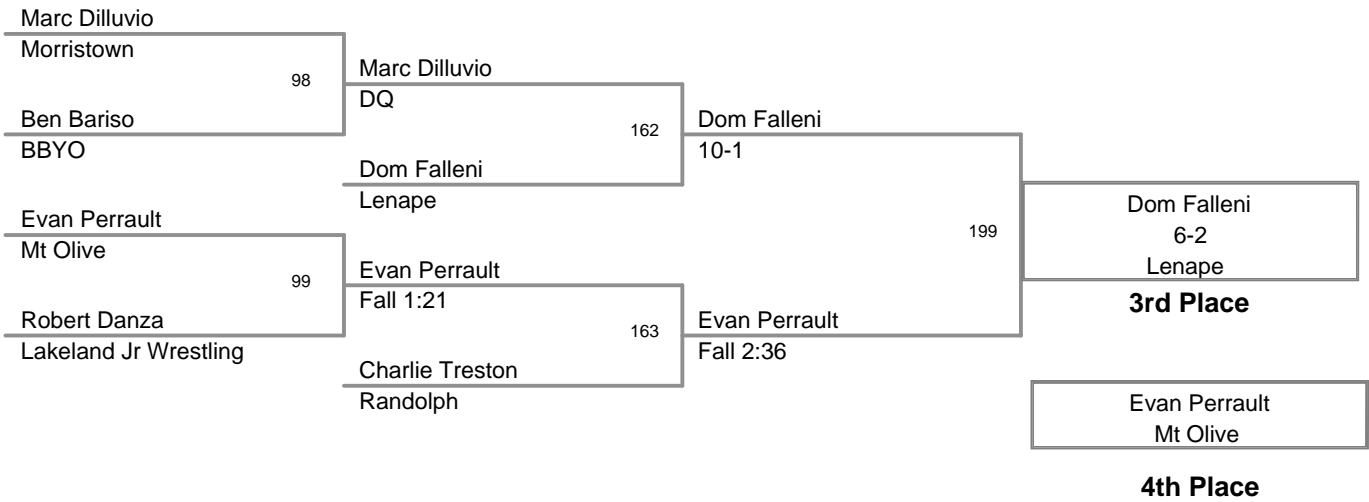 Marc Dilluvio
Morristown
98
Marc Dilluvio
DQ
Ben Bariso
BBYO
162
Dom Falleni
10-1
Dom Falleni
Lenape
Evan Perrault
Mt Olive
199
Dom Falleni
6-2
Lenape
3rd Place
99
Evan Perrault
Fall 1:21
Robert Danza
Lakeland Jr Wrestling
163
Evan Perrault
Fall 2:36
Charlie Treston
Randolph
Evan Perrault
Mt Olive
4th Place